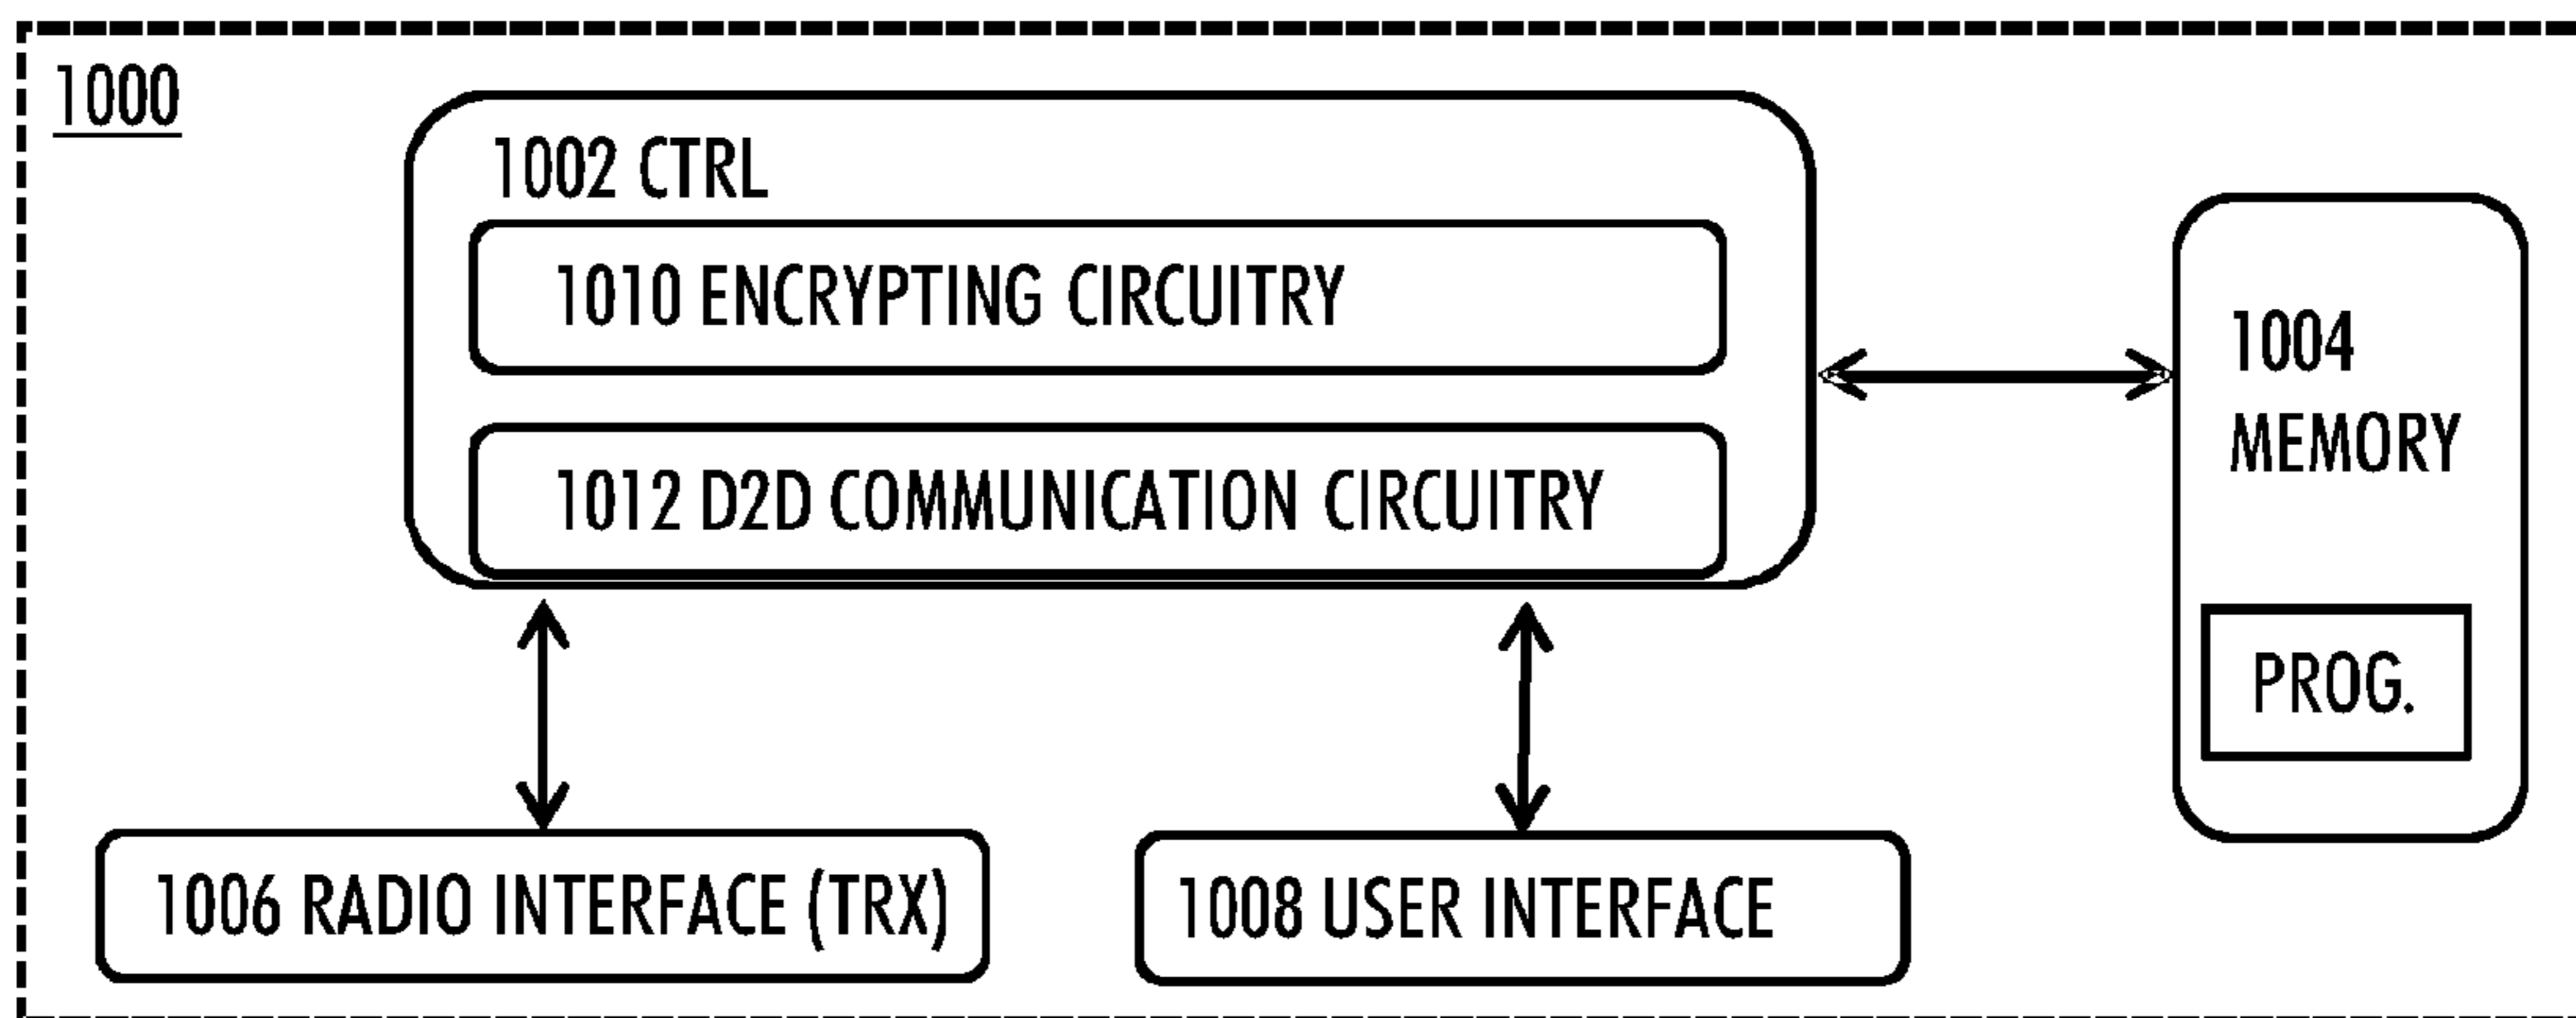 1000
1002 CTRL
1010 ENCRYPTING CIRCUITRY
1012 D2D COMMUNICATION CIRCUITRY
1004
MEMORY
PROG.
1006 RADIO INTERFACE (TRX)
1008 USER INTERFACE